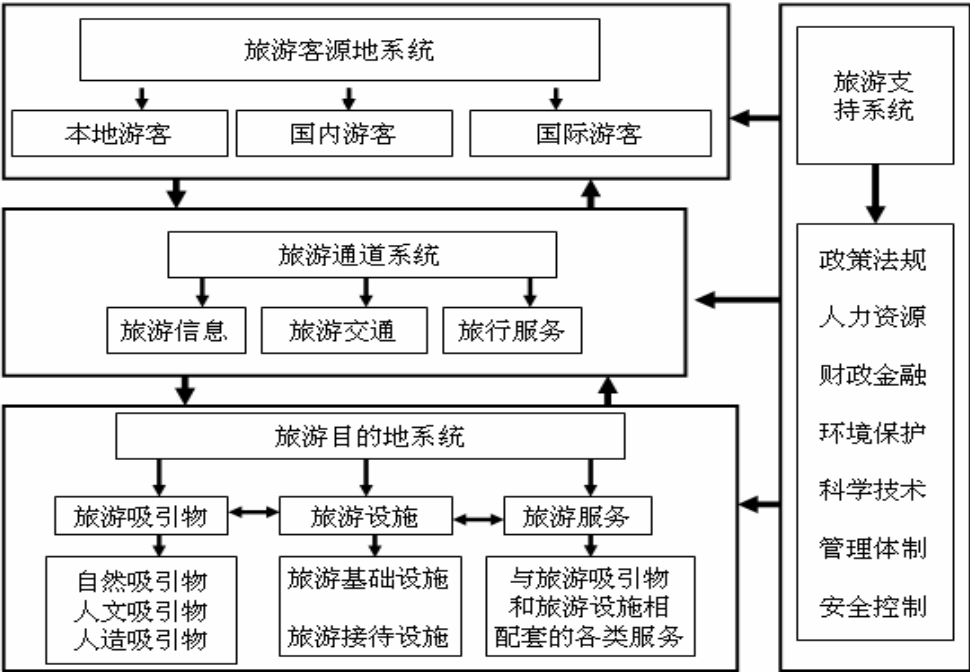 旅游客源地系统
本地游客
国内游客
国际游客
旅游通道系统
旅游信息
旅游交通
旅行服务
旅游目的地系统
旅游吸引物
旅游设施
旅游服务
自然吸引物
人文吸引物
人造吸引物
旅游基础设施
旅游接待设施
与旅游吸引物
和旅游设施相
配套的各类服务
旅游支
持系统
政策法规
人力资源
财政金融
环境保护
科学技术
管理体制
安全控制